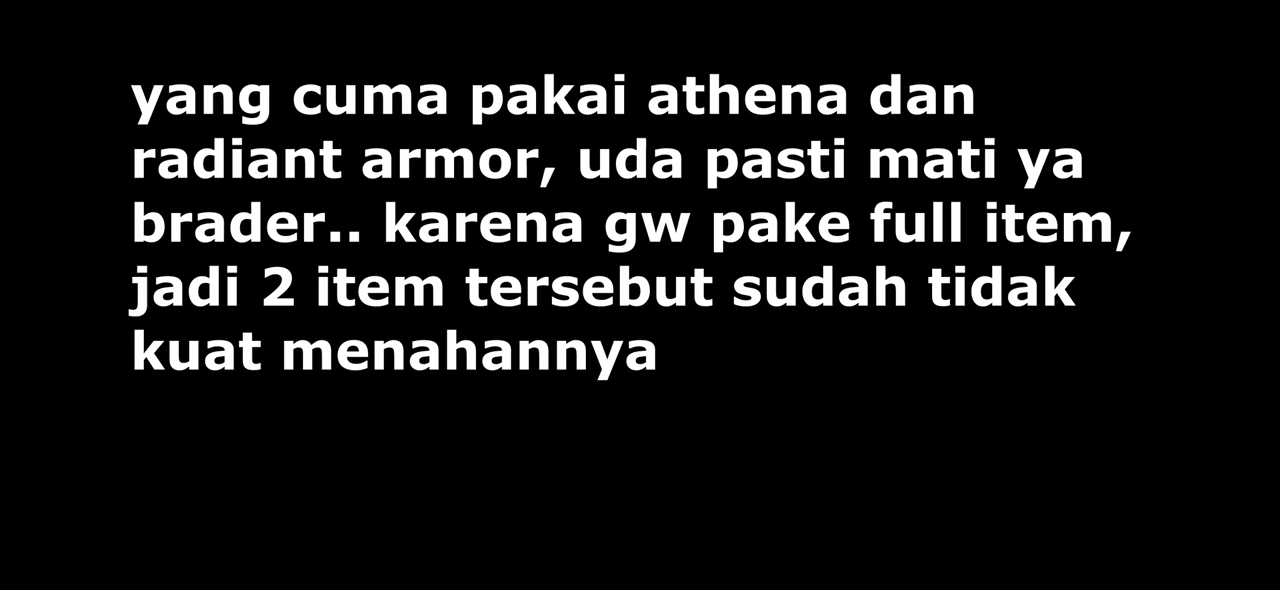 yang cuma pakai athena dan
radiant armor, uda pasti mati ya
brader.. karena gw pake full item,
jadi 2 item tersebut sudah tidak
kuat menahannya